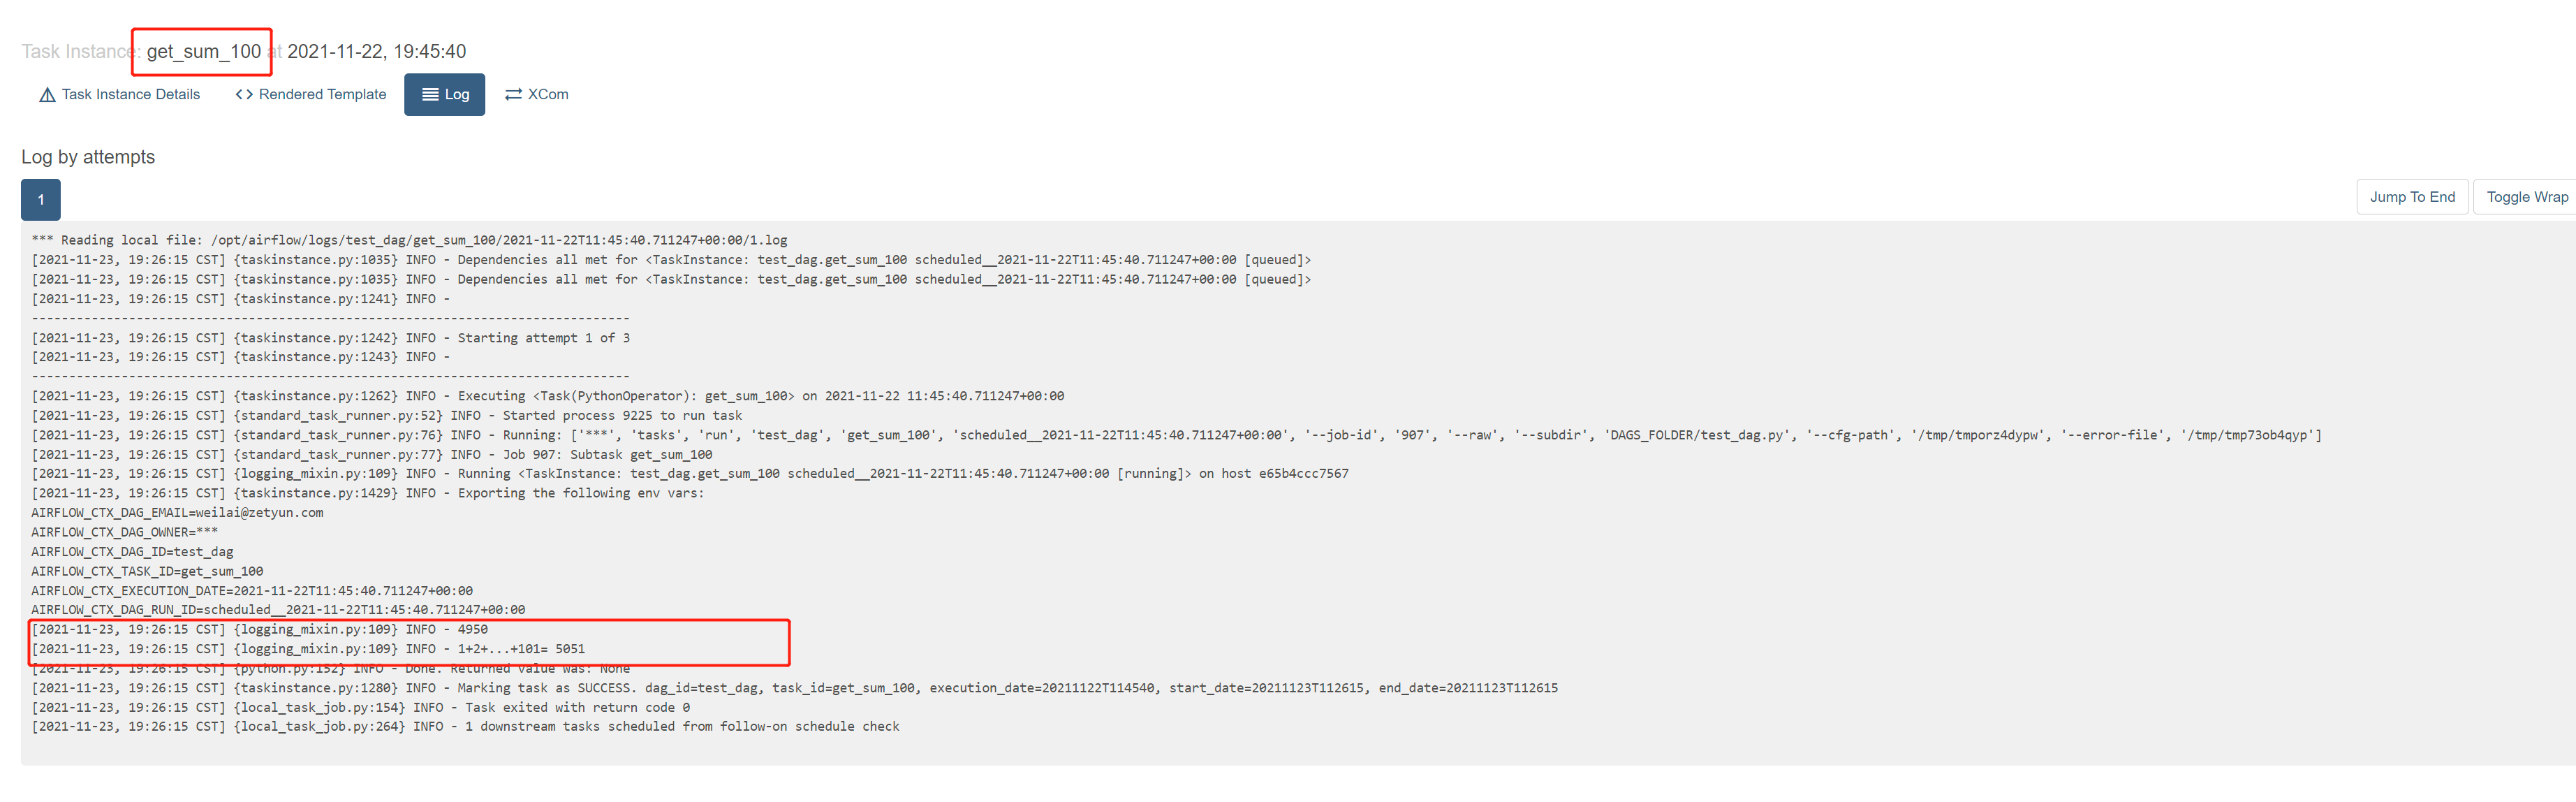 Task Instance: get_sum_100 at 2021-11-22, 19:45:40
Task Instance Details Rendered Template Log XCom
Log by attempts
1 Jump To End Toggle Wrap
*** Reading local file: /opt/airflow/logs/test_dag/get_sum_100/2021-11-22T11:45:40.711247+00:00/1.log
[2021-11-23, 19:26:15 CST] {taskinstance.py:1035} INFO - Dependencies all met for <TaskInstance: test_dag.get_sum_100 scheduled__2021-11-22T11:45:40.711247+00:00 [queued]>
[2021-11-23, 19:26:15 CST] {taskinstance.py:1035} INFO - Dependencies all met for <TaskInstance: test_dag.get_sum_100 scheduled__2021-11-22T11:45:40.711247+00:00 [queued]>
[2021-11-23, 19:26:15 CST] {taskinstance.py:1241} INFO -
--------------------------------------------------------------------------------
[2021-11-23, 19:26:15 CST] {taskinstance.py:1242} INFO - Starting attempt 1 of 3
[2021-11-23, 19:26:15 CST] {taskinstance.py:1243} INFO -
--------------------------------------------------------------------------------
[2021-11-23, 19:26:15 CST] {taskinstance.py:1262} INFO - Executing <Task(PythonOperator): get_sum_100> on 2021-11-22 11:45:40.711247+00:00
[2021-11-23, 19:26:15 CST] {standard_task_runner.py:52} INFO - Started process 9225 to run task
[2021-11-23, 19:26:15 CST] {standard_task_runner.py:76} INFO - Running: ['***', 'tasks', 'run', 'test_dag', 'get_sum_100', 'scheduled__2021-11-22T11:45:40.711247+00:00', '--job-id', '907', '--raw', '--subdir', 'DAGS_FOLDER/test_dag.py', '--cfg-path', '/tmp/tmporz4dypw', '--error-file', '/tmp/tmp73ob4qyp']
[2021-11-23, 19:26:15 CST] {standard_task_runner.py:77} INFO - Job 907: Subtask get_sum_100
[2021-11-23, 19:26:15 CST] {logging_mixin.py:109} INFO - Running <TaskInstance: test_dag.get_sum_100 scheduled__2021-11-22T11:45:40.711247+00:00 [running]> on host e65b4ccc7567
[2021-11-23, 19:26:15 CST] {taskinstance.py:1429} INFO - Exporting the following env vars:
AIRFLOW_CTX_DAG_EMAIL=weilai@zetyun.com
AIRFLOW_CTX_DAG_OWNER=***
AIRFLOW_CTX_DAG_ID=test_dag
AIRFLOW_CTX_TASK_ID=get_sum_100
AIRFLOW_CTX_EXECUTION_DATE=2021-11-22T11:45:40.711247+00:00
AIRFLOW_CTX_DAG_RUN_ID=scheduled__2021-11-22T11:45:40.711247+00:00
[2021-11-23, 19:26:15 CST] {logging_mixin.py:109} INFO - 4950
[2021-11-23, 19:26:15 CST] {logging_mixin.py:109} INFO - 1+2+...+101= 5051
[2021-11-23, 19:26:15 CST] {python.py:152} INFO - Done. Returned value was: None
[2021-11-23, 19:26:15 CST] {taskinstance.py:1280} INFO - Marking task as SUCCESS. dag_id=test_dag, task_id=get_sum_100, execution_date=20211122T114540, start_date=20211123T112615, end_date=20211123T112615
[2021-11-23, 19:26:15 CST] {local_task_job.py:154} INFO - Task exited with return code 0
[2021-11-23, 19:26:15 CST] {local_task_job.py:264} INFO - 1 downstream tasks scheduled from follow-on schedule check